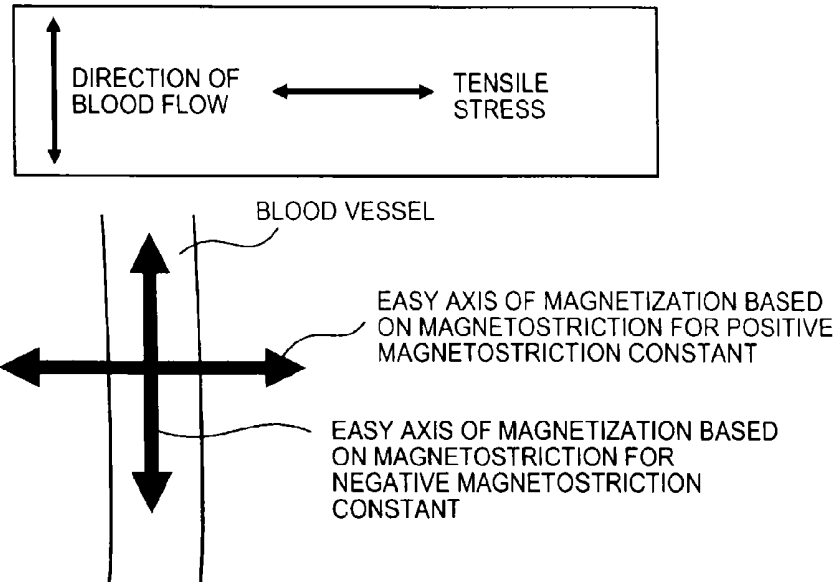 DIRECTION OF
BLOOD FLOW
TENSILE
STRESS
BLOOD VESSEL
EASY AXIS OF MAGNETIZATION BASED
ON MAGNETOSTRICTION FOR POSITIVE
MAGNETOSTRICTION CONSTANT
EASY AXIS OF MAGNETIZATION BASED
ON MAGNETOSTRICTION FOR
NEGATIVE MAGNETOSTRICTION
CONSTANT